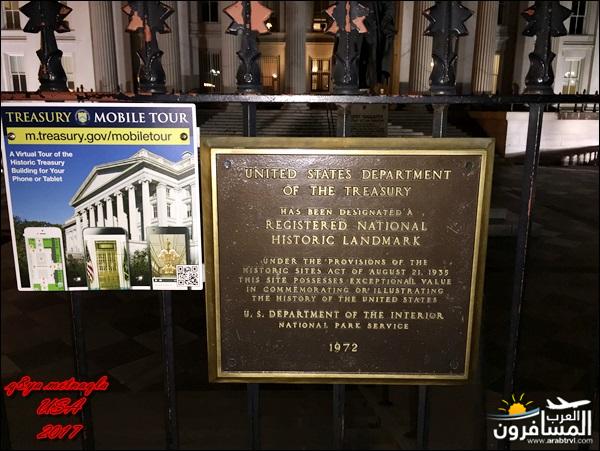 TREASURY MOBILE TOUR
m.treasury.gov/mobiletour
A Virtual Tour of the
Historic Treasury
Building for Your
Phone or Tablet
UNITED STATES DEPARTMENT
OF THE TREASURY
HAS BEEN DESIGNATED A
REGISTERED NATIONAL
HISTORIC LANDMARK
UNDER THE PROVISIONS OF THE
HISTORIC SITES ACT OF AUGUST 21, 1935
THIS SITE POSSESSES EXCEPTIONAL VALUE
IN COMMEMORATING OR ILLUSTRATING
THE HISTORY OF THE UNITED STATES
U. S. DEPARTMENT OF THE INTERIOR
NATIONAL PARK SERVICE
1972
USA
2017
العرب
المسافرون
www.arabtrvl.com